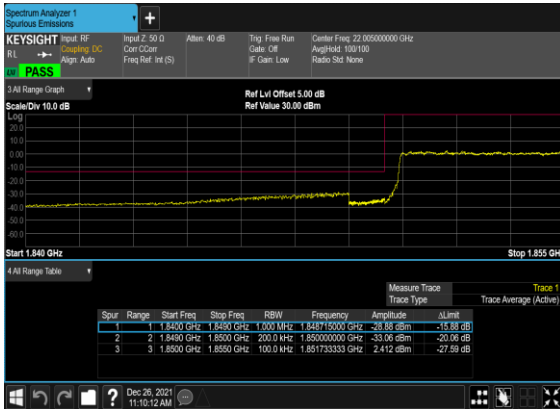 Spectrum Analyzer 1
Spurious Emissions
+
KEYSIGHT Input: RF Input Z: 50 Ω Atten: 40 dB Trig: Free Run Center Freq: 22.005000000 GHz
RL Coupling: DC Corr CCorr Gate: Off Avg|Hold: 100/100
Align: Auto Freq Ref: Int (S) IF Gain: Low Radio Std: None
PASS
3 All Range Graph
Ref Lvl Offset 5.00 dB
Scale/Div 10.0 dB Ref Value 30.00 dBm
Log
20.0
10.0
0.00
-10.0
-20.0
-30.0
-40.0
-50.0
-60.0
Start 1.840 GHz Stop 1.855 GH
4 All Range Table
Measure Trace Trace 1
Trace Type Trace Average (Active)
Spur Range Start Freq Stop Freq RBW Frequency Amplitude ΔLimit
1 1 1.8400 GHz 1.8490 GHz 1.000 MHz 1.848715000 GHz -28.88 dBm -15.88 dB
2 2 1.8490 GHz 1.8500 GHz 200.0 kHz 1.850000000 GHz -33.06 dBm -20.06 dB
3 3 1.8500 GHz 1.8550 GHz 100.0 kHz 1.851733333 GHz 2.412 dBm -27.59 dB
? Dec 26, 2021
11:10:12 AM